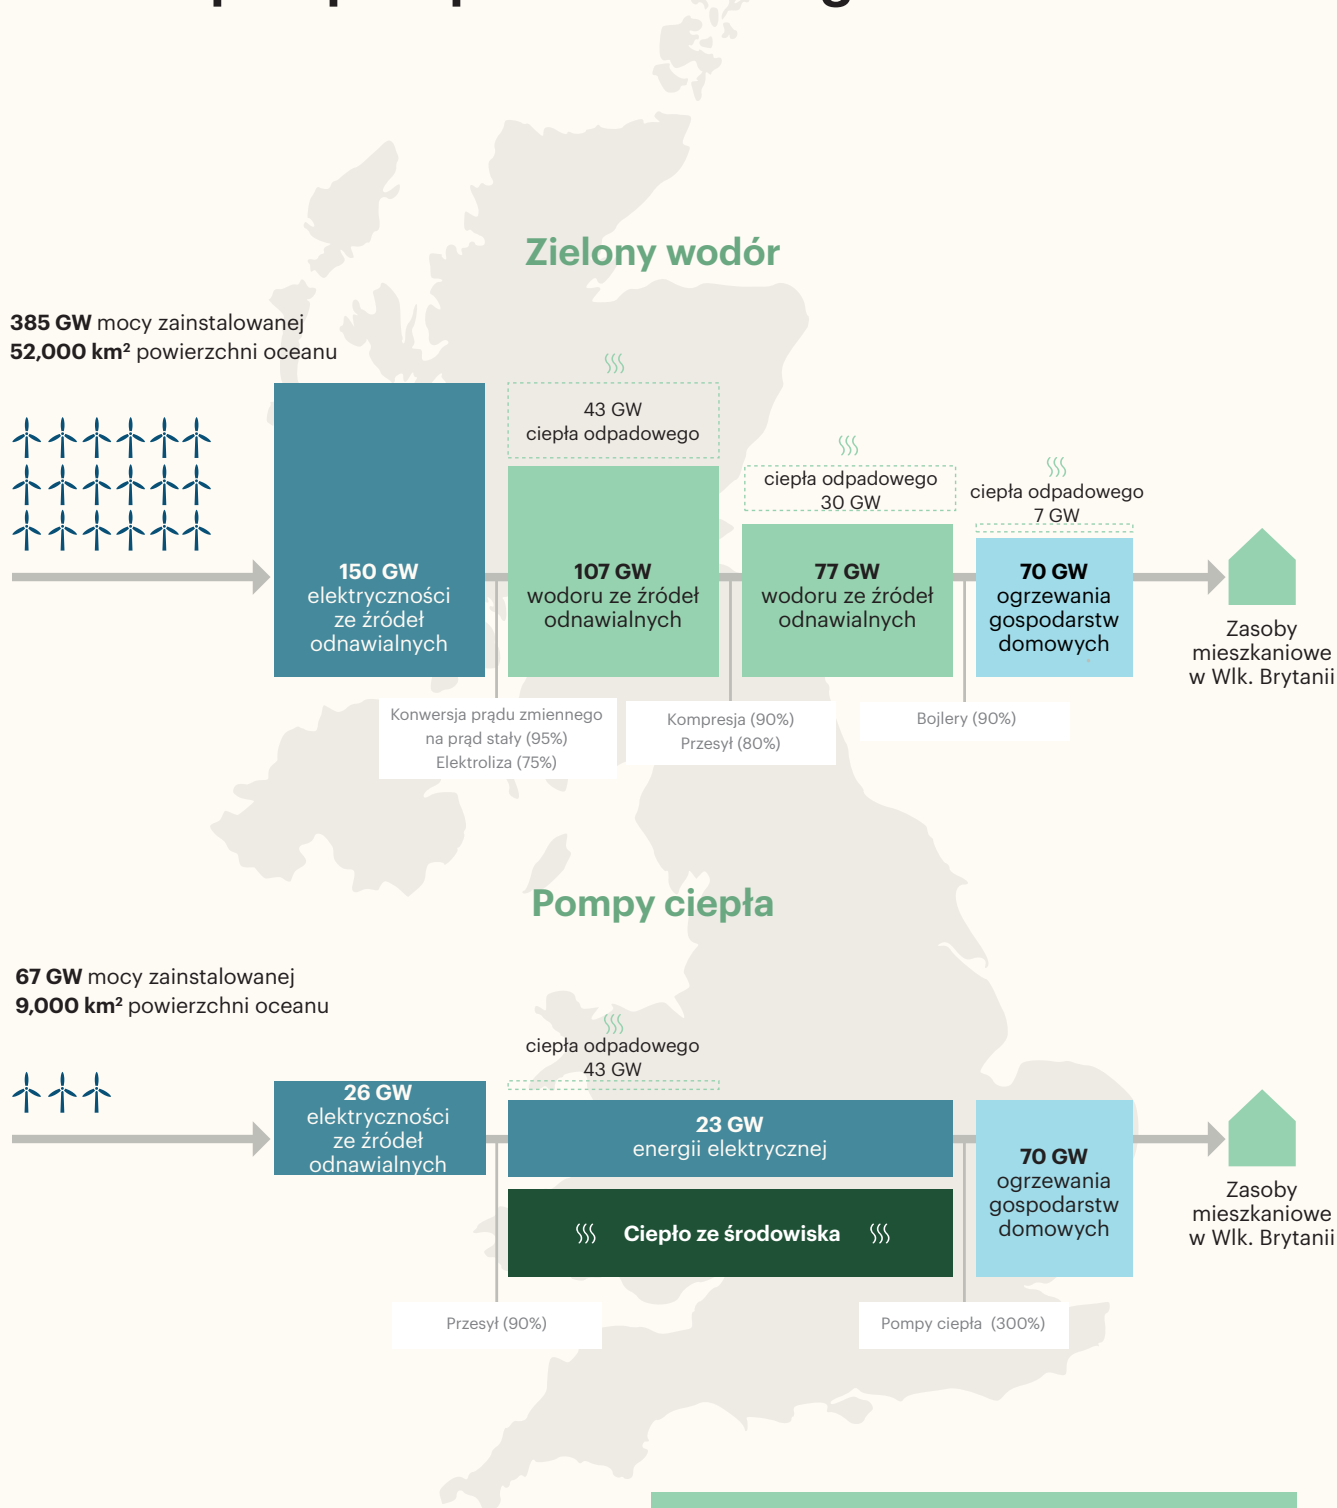 Zielony wodór
385 GW mocy zainstalowanej
52,000 km² powierzchni oceanu
43 GW
ciepła odpadowego
ciepła odpadowego
30 GW
ciepła odpadowego
7 GW
150 GW
elektryczności
ze źródeł
odnawialnych
107 GW
wodoru ze źródeł
odnawialnych
77 GW
wodoru ze źródeł
odnawialnych
70 GW
ogrzewania
gospodarstw
domowych
Zasoby
mieszkaniowe
w Wlk. Brytanii
Konwersja prądu zmiennego
na prąd stały (95%)
Elektroliza (75%)
Kompresja (90%)
Przesył (80%)
Bojlery (90%)
Pompy ciepła
67 GW mocy zainstalowanej
9,000 km² powierzchni oceanu
ciepła odpadowego
43 GW
26 GW
elektryczności
ze źródeł
odnawialnych
23 GW
energii elektrycznej
Ciepło ze środowiska
70 GW
ogrzewania
gospodarstw
domowych
Zasoby
mieszkaniowe
w Wlk. Brytanii
Przesył (90%)
Pompy ciepła (300%)